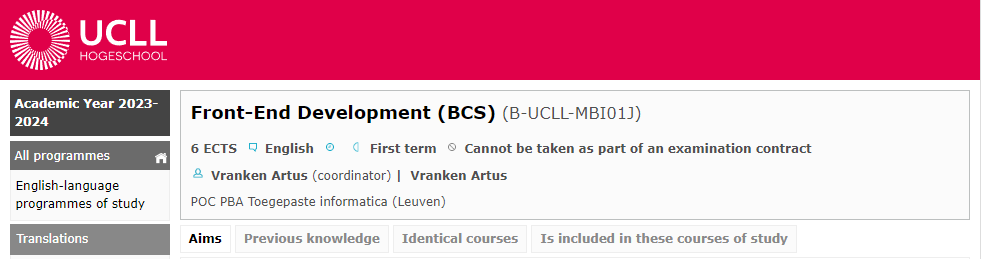 UCLL
HOGESCHOOL
Academic Year 2023-
2024
All programmes
English-language
programmes of study
Translations
Front-End Development (BCS) (B-UCLL-MBI01J)
6 ECTS English First term Cannot be taken as part of an examination contract
Vranken Artus (coordinator) | Vranken Artus
POC PBA Toegepaste informatica (Leuven)
Aims Previous knowledge Identical courses Is included in these courses of study